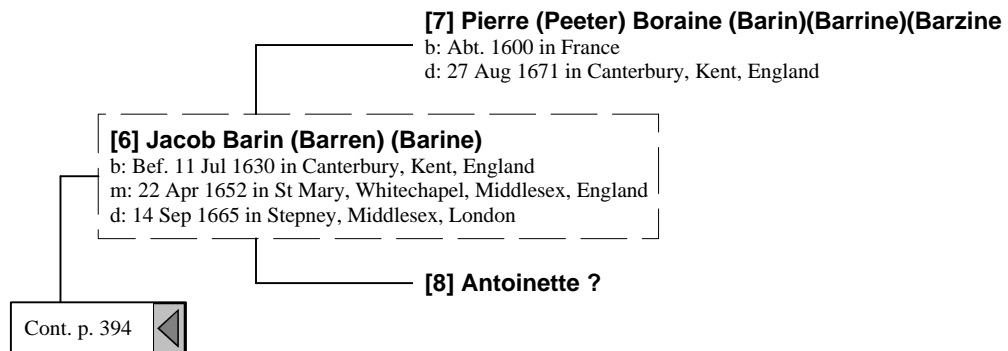 [7] Pierre (Peeter) Boraine (Barin)(Barrine)(Barzine
b: Abt. 1600 in France
d: 27 Aug 1671 in Canterbury, Kent, England
[6] Jacob Barin (Barren) (Barine)
b: Bef. 11 Jul 1630 in Canterbury, Kent, England
m: 22 Apr 1652 in St Mary, Whitechapel, Middlesex, England
d: 14 Sep 1665 in Stepney, Middlesex, London
[8] Antoinette ?
Cont. p. 394